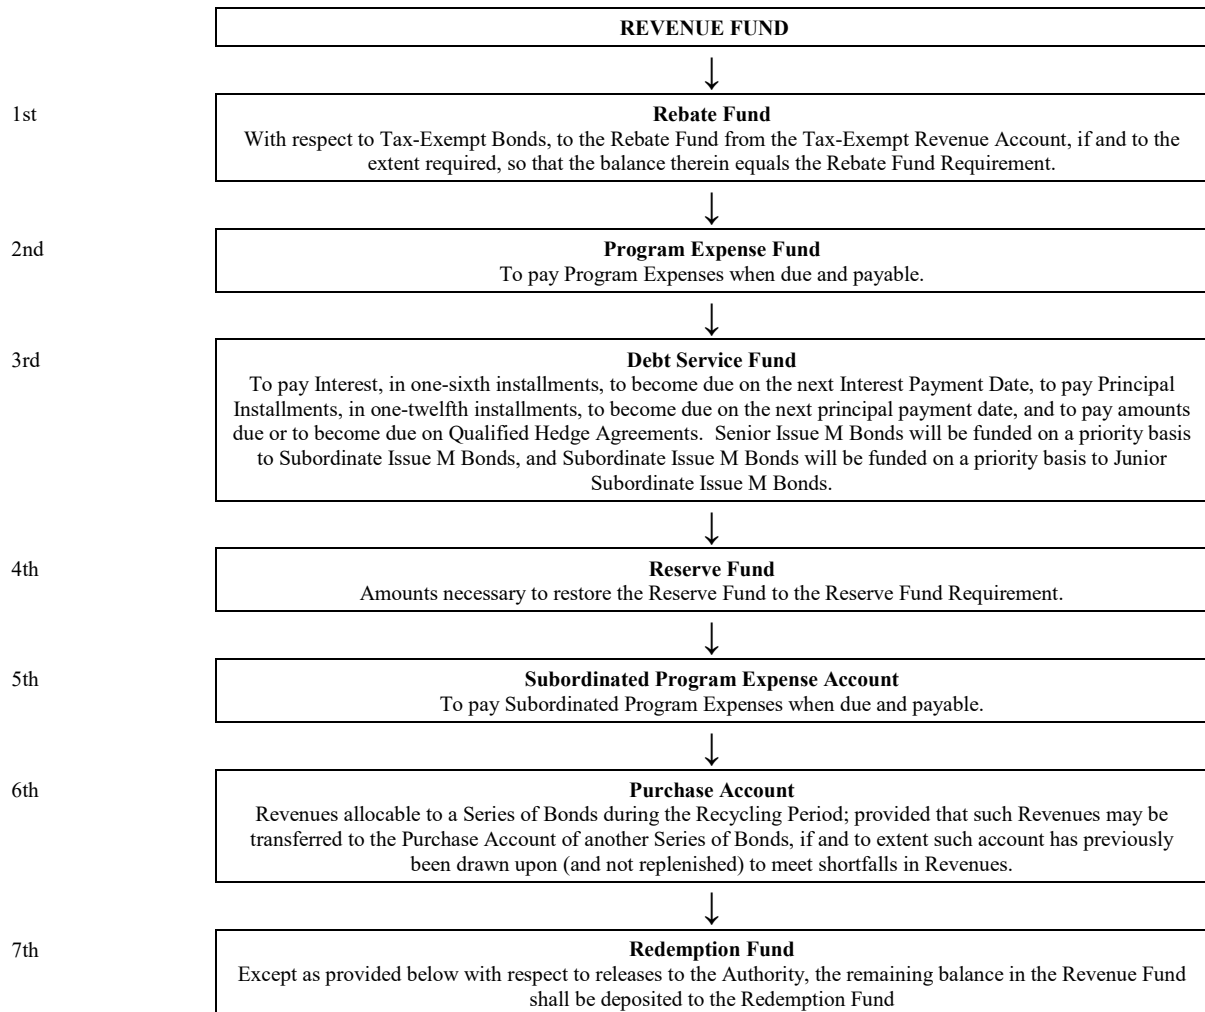 REVENUE FUND
↓
1st
Rebate Fund
With respect to Tax-Exempt Bonds, to the Rebate Fund from the Tax-Exempt Revenue Account, if and to the
extent required, so that the balance therein equals the Rebate Fund Requirement.
↓
2nd
Program Expense Fund
To pay Program Expenses when due and payable.
↓
3rd
Debt Service Fund
To pay Interest, in one-sixth installments, to become due on the next Interest Payment Date, to pay Principal
Installments, in one-twelfth installments, to become due on the next principal payment date, and to pay amounts
due or to become due on Qualified Hedge Agreements.  Senior Issue M Bonds will be funded on a priority basis
to Subordinate Issue M Bonds, and Subordinate Issue M Bonds will be funded on a priority basis to Junior
Subordinate Issue M Bonds.
↓
4th
Reserve Fund
Amounts necessary to restore the Reserve Fund to the Reserve Fund Requirement.
↓
5th
Subordinated Program Expense Account
To pay Subordinated Program Expenses when due and payable.
↓
6th
Purchase Account
Revenues allocable to a Series of Bonds during the Recycling Period; provided that such Revenues may be
transferred to the Purchase Account of another Series of Bonds, if and to extent such account has previously
been drawn upon (and not replenished) to meet shortfalls in Revenues.
↓
7th
Redemption Fund
Except as provided below with respect to releases to the Authority, the remaining balance in the Revenue Fund
shall be deposited to the Redemption Fund